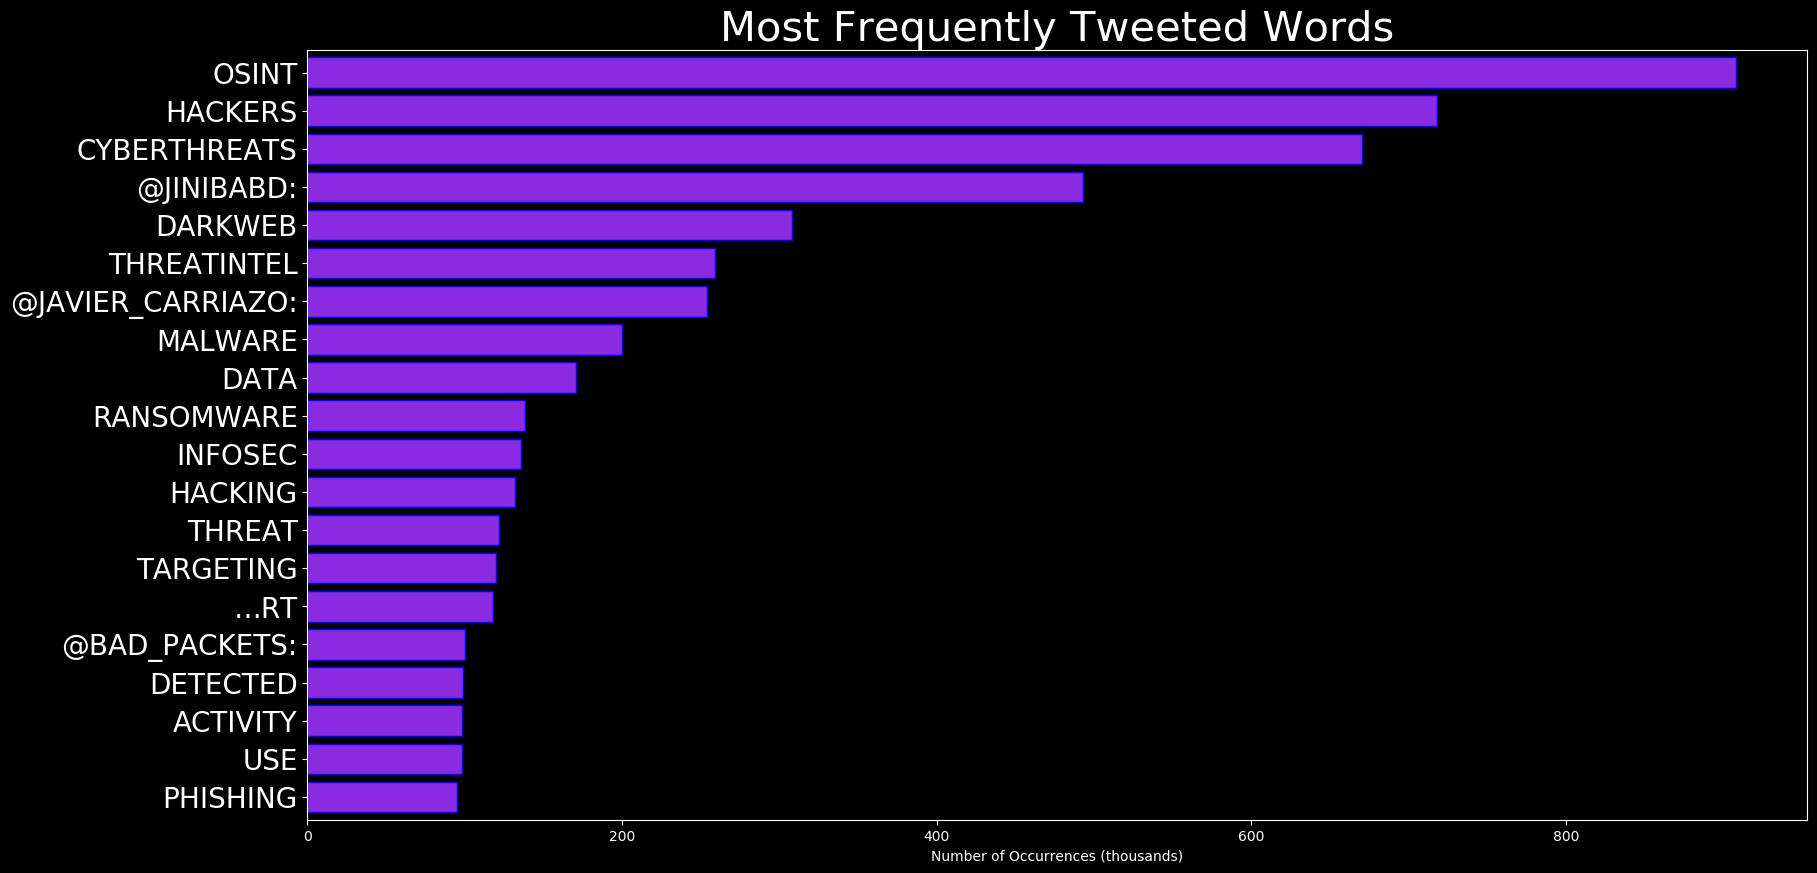 Most Frequently Tweeted Words
OSINT
HACKERS
CYBERTHREATS
@JINIBABD:
DARKWEB
THREATINTEL
@JAVIER_CARRIAZO:
MALWARE
DATA
RANSOMWARE
INFOSEC
HACKING
THREAT
TARGETING
…RT
@BAD_PACKETS:
DETECTED
ACTIVITY
USE
PHISHING
0 200 400 600 800
Number of Occurrences (thousands)